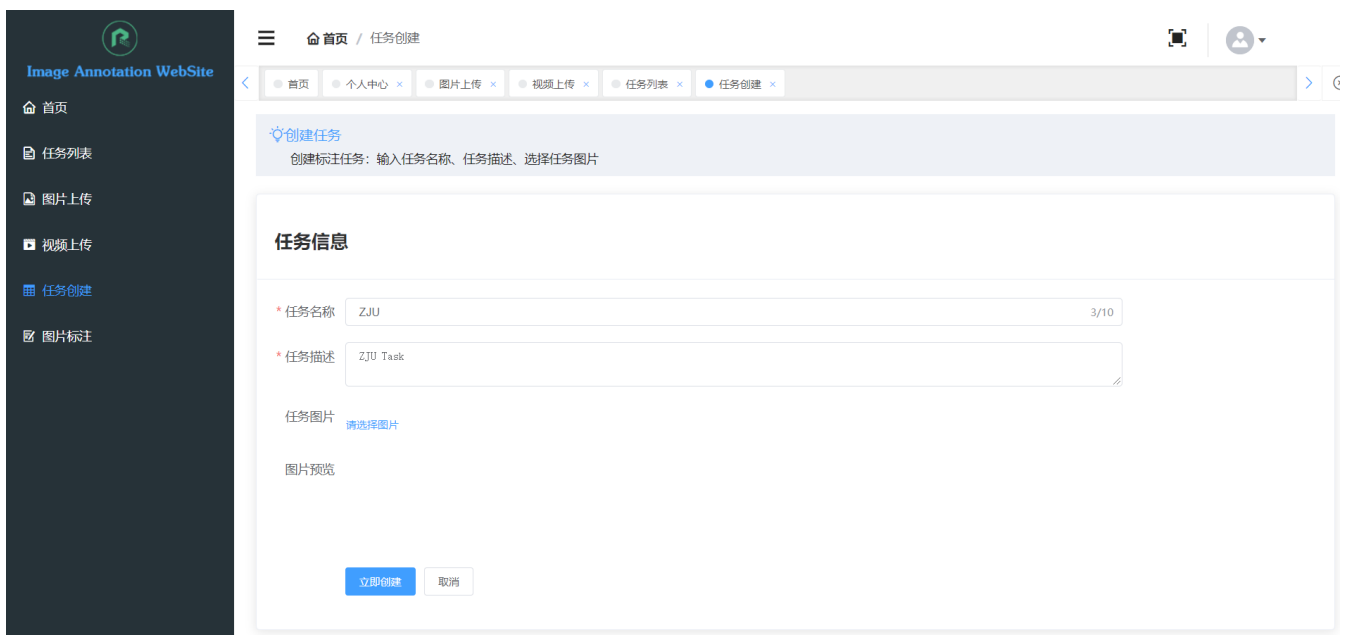 Image Annotation WebSite
首页
任务列表
图片上传
视频上传
任务创建
图片标注
首页 / 任务创建
首页 个人中心 × 图片上传 × 视频上传 × 任务列表 × 任务创建 ×
创建任务
创建标注任务：输入任务名称、任务描述、选择任务图片
任务信息
* 任务名称 ZJU 3/10
* 任务描述 ZJU Task
任务图片 请选择图片
图片预览
立即创建 取消